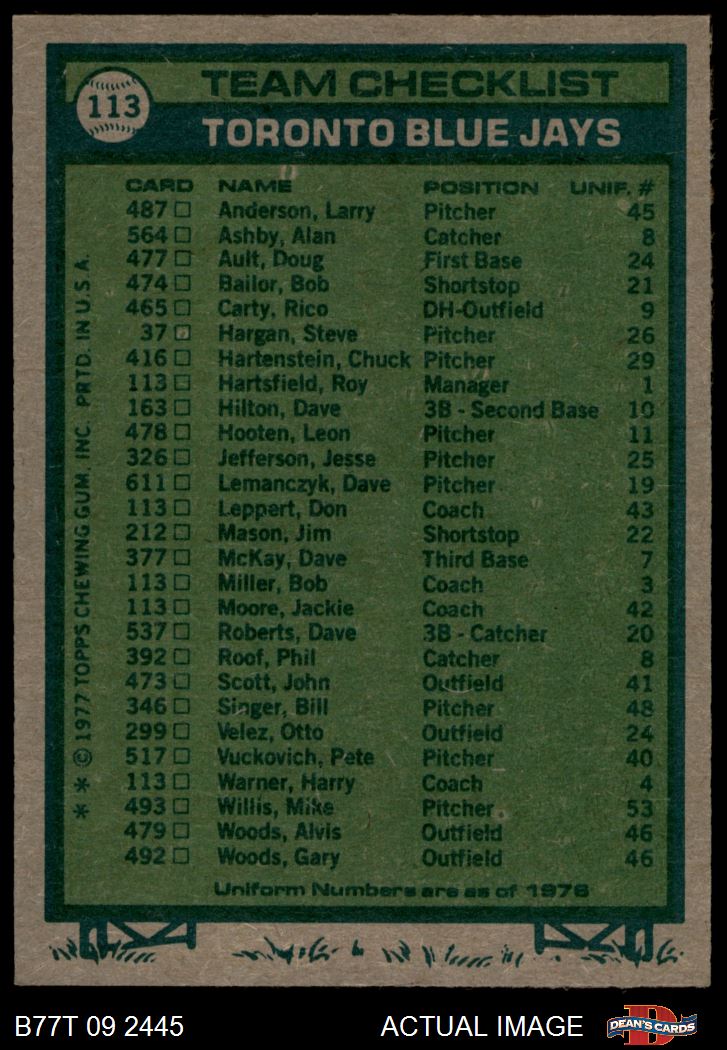 113
TEAM CHECKLIST
TORONTO BLUE JAYS
CARD NAME POSITION UNIF. #
487 Anderson, Larry Pitcher 45
564 Ashby, Alan Catcher 8
477 Ault, Doug First Base 24
474 Bailor, Bob Shortstop 21
465 Carty, Rico DH-Outfield 9
37 Hargan, Steve Pitcher 26
416 Hartenstein, Chuck Pitcher 29
113 Hartsfield, Roy Manager 1
163 Hilton, Dave 3B - Second Base 10
478 Hooten, Leon Pitcher 11
326 Jefferson, Jesse Pitcher 25
611 Lemanczyk, Dave Pitcher 19
113 Leppert, Don Coach 43
212 Mason, Jim Shortstop 22
377 McKay, Dave Third Base 7
113 Miller, Bob Coach 3
113 Moore, Jackie Coach 42
537 Roberts, Dave 3B - Catcher 20
392 Roof, Phil Catcher 8
473 Scott, John Outfield 41
346 Singer, Bill Pitcher 48
299 Velez, Otto Outfield 24
517 Vuckovich, Pete Pitcher 40
113 Warner, Harry Coach 4
493 Willis, Mike Pitcher 53
479 Woods, Alvis Outfield 46
492 Woods, Gary Outfield 46
Uniform Numbers are as of 1976
* * © 1977 TOPPS CHEWING GUM, INC. PRTD. IN U.S.A.
B77T 09 2445 ACTUAL IMAGE
D
DEAN'S CARDS